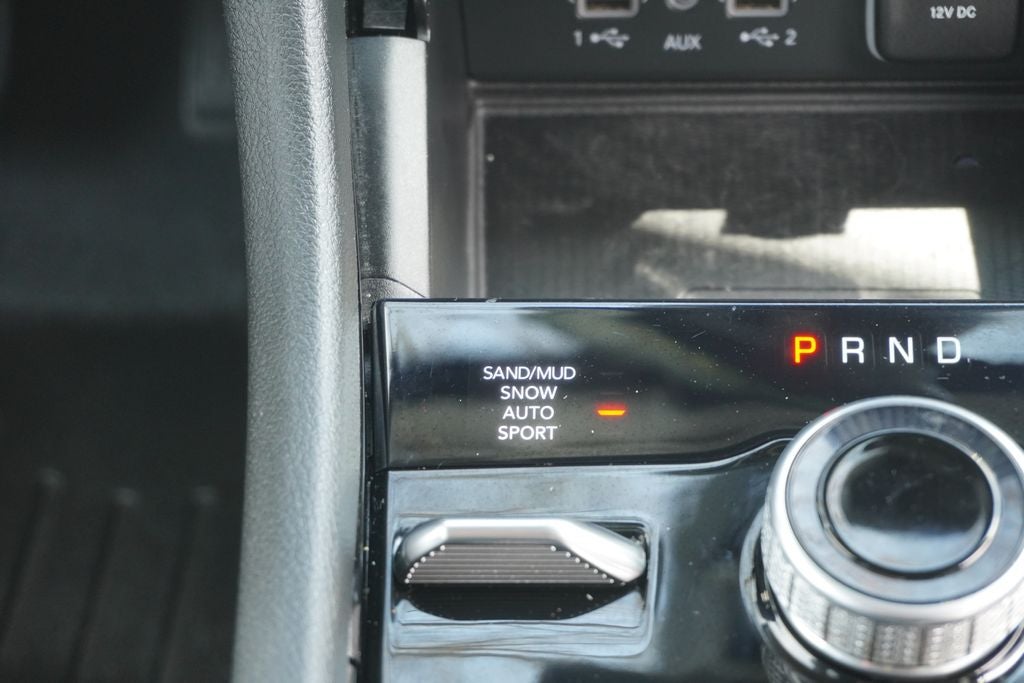 12V DC
1 AUX 2
P R N D
SAND/MUD
SNOW
AUTO
SPORT